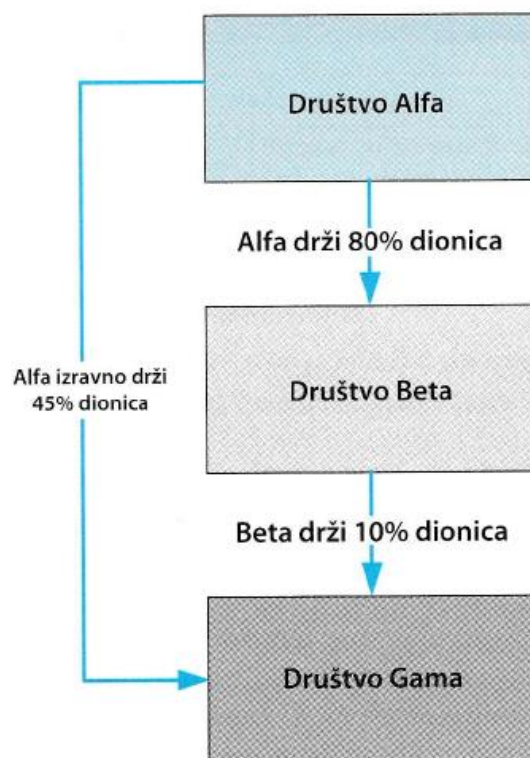 Društvo Alfa
Alfa drži 80% dionica
Alfa izravno drži
45% dionica
Društvo Beta
Beta drži 10% dionica
Društvo Gama